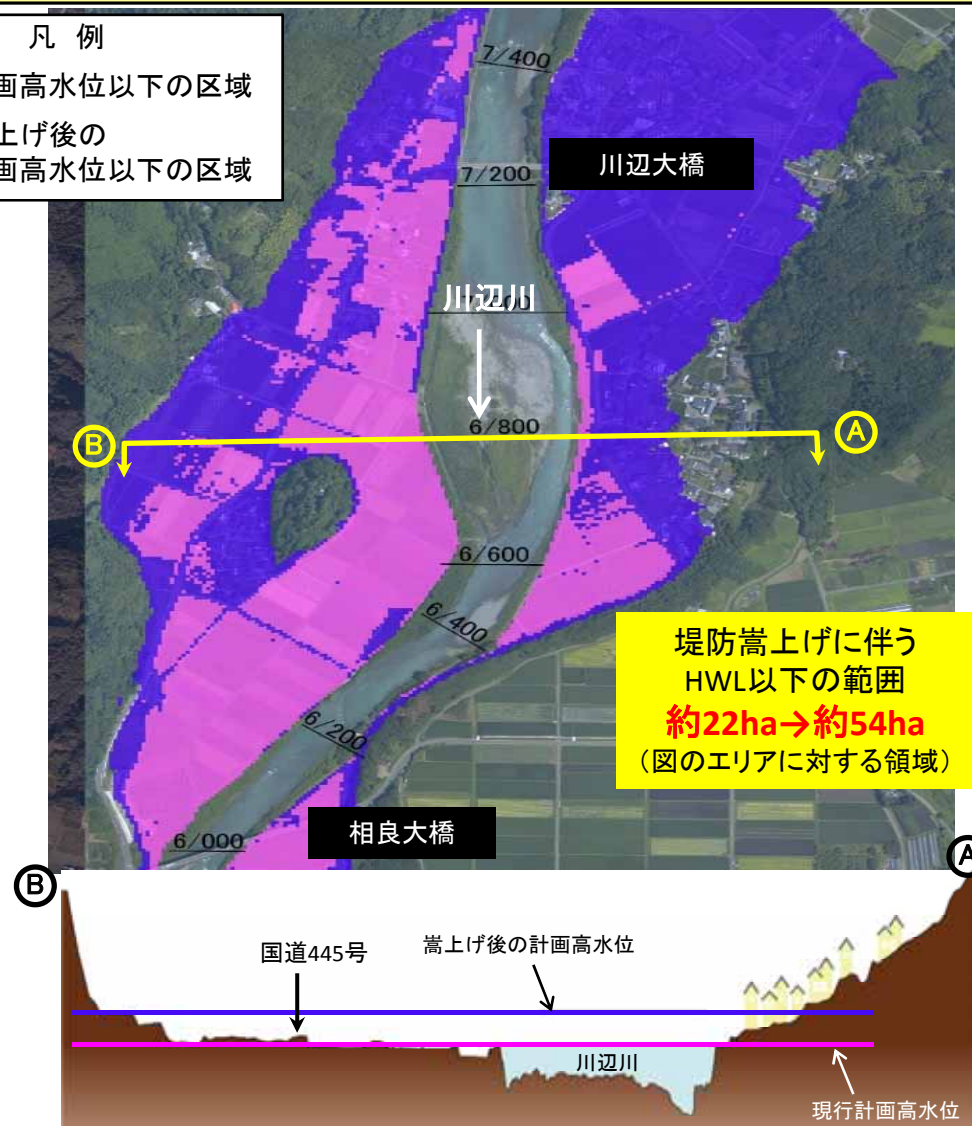 凡 例
画高水位以下の区域
上げ後の
画高水位以下の区域
7/400
7/200
川辺大橋
川辺川
6/800
Ⓑ
Ⓐ
6/600
6/400
6/200
6/000
堤防嵩上げに伴う
HWL以下の範囲
約22ha→約54ha
（図のエリアに対する領域）
相良大橋
Ⓑ
Ⓐ
国道445号
嵩上げ後の計画高水位
川辺川
現行計画高水位